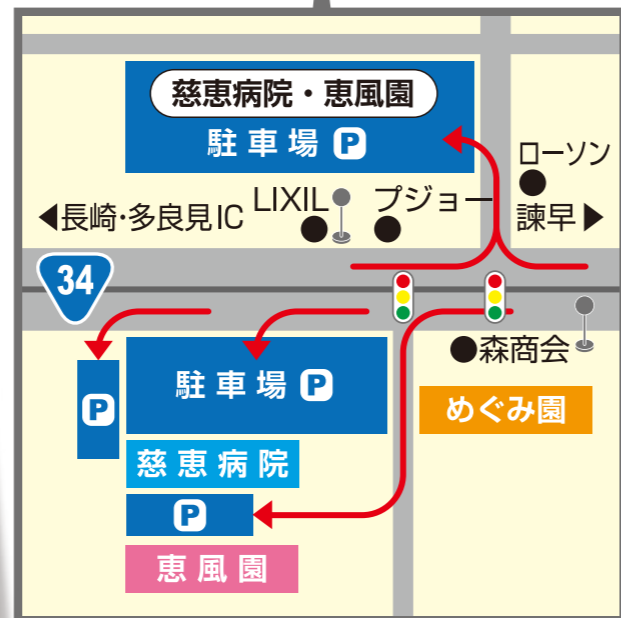 慈恵病院・恵風園
駐車場 P
ローソン
LIXIL
プジョー
◀長崎・多良見IC
諫早▶
34
●森商会
駐車場 P
P
めぐみ園
慈恵病院
P
恵風園